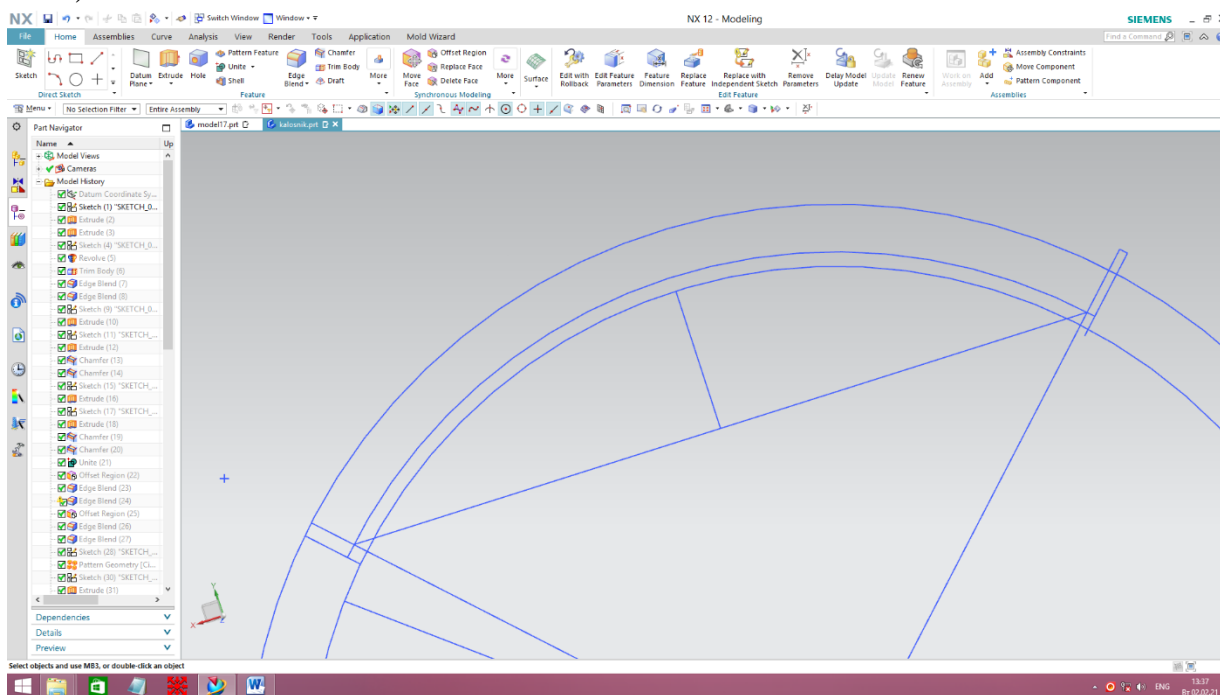 NX Switch Window Window NX 12 - Modeling SIEMENS
File Home Assemblies Curve Analysis View Render Tools Application Mold Wizard Find a Command
Sketch Datum Plane Extrude Hole Pattern Feature Unite Shell Edge Blend Chamfer Trim Body Draft More Move Face Offset Region Replace Face Delete Face More Surface Edit with Rollback Edit Feature Parameters Feature Dimension Replace Feature Replace with Independent Sketch Remove Parameters Delay Model Update Update Model Renew Feature Work on Assembly Add Assembly Constraints Move Component Pattern Component
Direct Sketch Feature Synchronous Modeling Edit Feature Assemblies
Menu No Selection Filter Entire Assembly
Part Navigator model17.prt kalesnik.prt
Name Up
Model Views
Cameras
Model History
Datum Coordinate Sy...
Sketch (1) "SKETCH_0...
Extrude (2)
Extrude (3)
Sketch (4) "SKETCH_0...
Revolve (5)
Trim Body (6)
Edge Blend (7)
Edge Blend (8)
Sketch (9) "SKETCH_0...
Extrude (10)
Sketch (11) "SKETCH_...
Extrude (12)
Chamfer (13)
Chamfer (14)
Sketch (15) "SKETCH_...
Extrude (16)
Sketch (17) "SKETCH_...
Extrude (18)
Chamfer (19)
Chamfer (20)
Unite (21)
Offset Region (22)
Edge Blend (23)
Edge Blend (24)
Offset Region (25)
Edge Blend (26)
Edge Blend (27)
Sketch (28) "SKETCH_...
Pattern Geometry [Ci...
Sketch (30) "SKETCH_...
Extrude (31)
Dependencies
Details
Preview
Y
X Z
Select objects and use MB3, or double-click an object
ENG 13:37
Вт 02.02.21